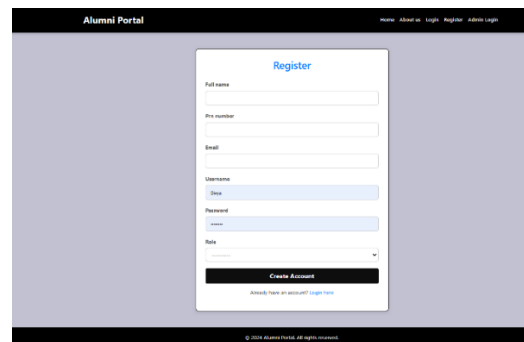 Alumni Portal
Home About us Login Register Admin Login
Register
Full name
Prn number
Email
Username
Password
Role
Create Account
Already have an account? Login here
© 2024 Alumni Portal. All rights reserved.